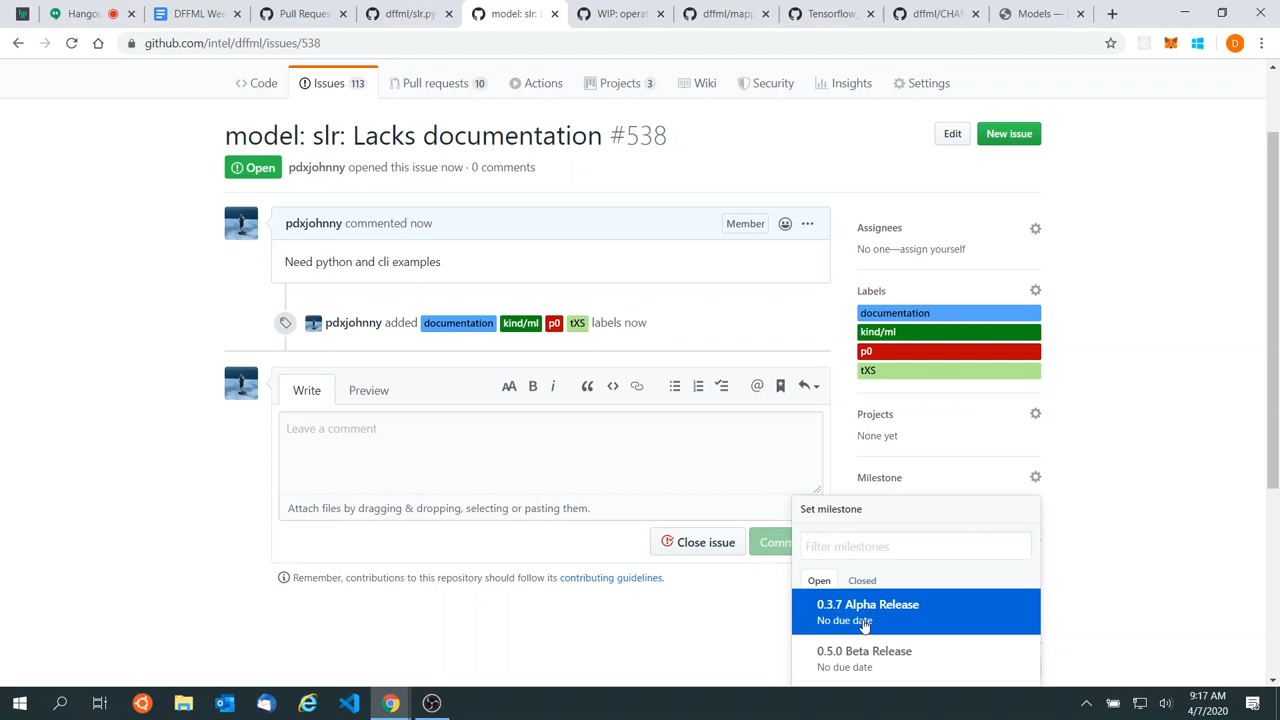 Hangou
DFFML Wee
Pull Reques
dffml/slr.py
model: slr: L
WIP: operat
dffml/mapp
Tensorflow_
dffml/CHAN
Models —
github.com/intel/dffml/issues/538
D
Code
Issues 113
Pull requests 10
Actions
Projects 3
Wiki
Security
Insights
Settings
model: slr: Lacks documentation #538
Edit
New issue
Open
pdxjohnny opened this issue now · 0 comments
pdxjohnny commented now
Member
Need python and cli examples
pdxjohnny added documentation kind/ml p0 tXS labels now
Write
Preview
AA B i
Leave a comment
Attach files by dragging & dropping, selecting or pasting them.
Close issue
Comm
Remember, contributions to this repository should follow its contributing guidelines.
Assignees
No one—assign yourself
Labels
documentation
kind/ml
p0
tXS
Projects
None yet
Milestone
Set milestone
Filter milestones
Open
Closed
0.3.7 Alpha Release
No due date
0.5.0 Beta Release
No due date
9:17 AM
4/7/2020